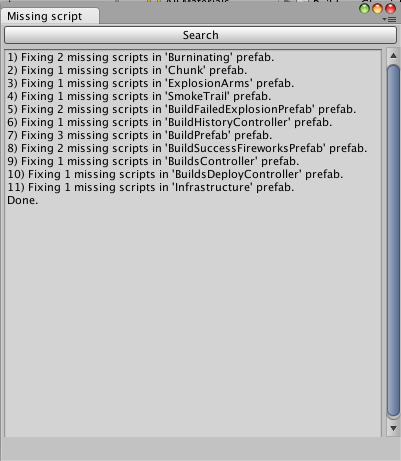 Missing script
Search
1) Fixing 2 missing scripts in 'Burninating' prefab.
2) Fixing 1 missing scripts in 'Chunk' prefab.
3) Fixing 1 missing scripts in 'ExplosionArms' prefab.
4) Fixing 1 missing scripts in 'SmokeTrail' prefab.
5) Fixing 2 missing scripts in 'BuildFailedExplosionPrefab' prefab.
6) Fixing 1 missing scripts in 'BuildHistoryController' prefab.
7) Fixing 3 missing scripts in 'BuildPrefab' prefab.
8) Fixing 2 missing scripts in 'BuildSuccessFireworksPrefab' prefab.
9) Fixing 1 missing scripts in 'BuildsController' prefab.
10) Fixing 1 missing scripts in 'BuildsDeployController' prefab.
11) Fixing 1 missing scripts in 'Infrastructure' prefab.
Done.